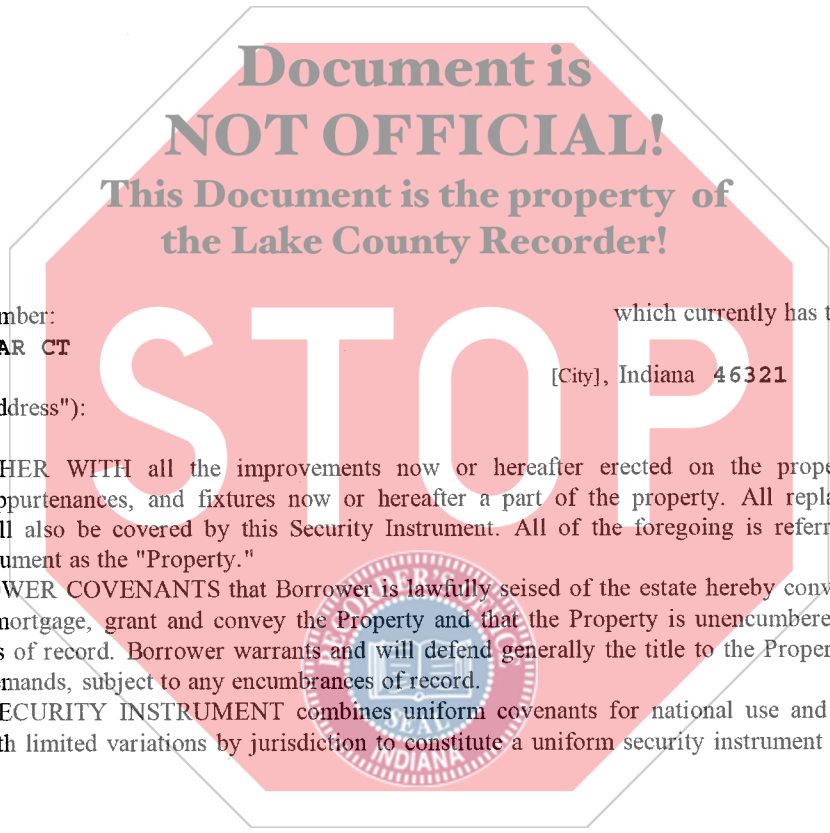 Document is
NOT OFFICIAL!
This Document is the property of
the Lake County Recorder!
mber: which currently has t
AR CT
[City], Indiana 46321
ddress"):
STOP
HER WITH all the improvements now or hereafter erected on the prope
ppurtenances, and fixtures now or hereafter a part of the property. All repla
ll also be covered by this Security Instrument. All of the foregoing is referr
ument as the "Property."
WER COVENANTS that Borrower is lawfully seised of the estate hereby conv
mortgage, grant and convey the Property and that the Property is unencumbere
s of record. Borrower warrants and will defend generally the title to the Proper
mands, subject to any encumbrances of record.
ECURITY INSTRUMENT combines uniform covenants for national use and
th limited variations by jurisdiction to constitute a uniform security instrument
RECORDER'S OFFICE
SEAL
INDIANA